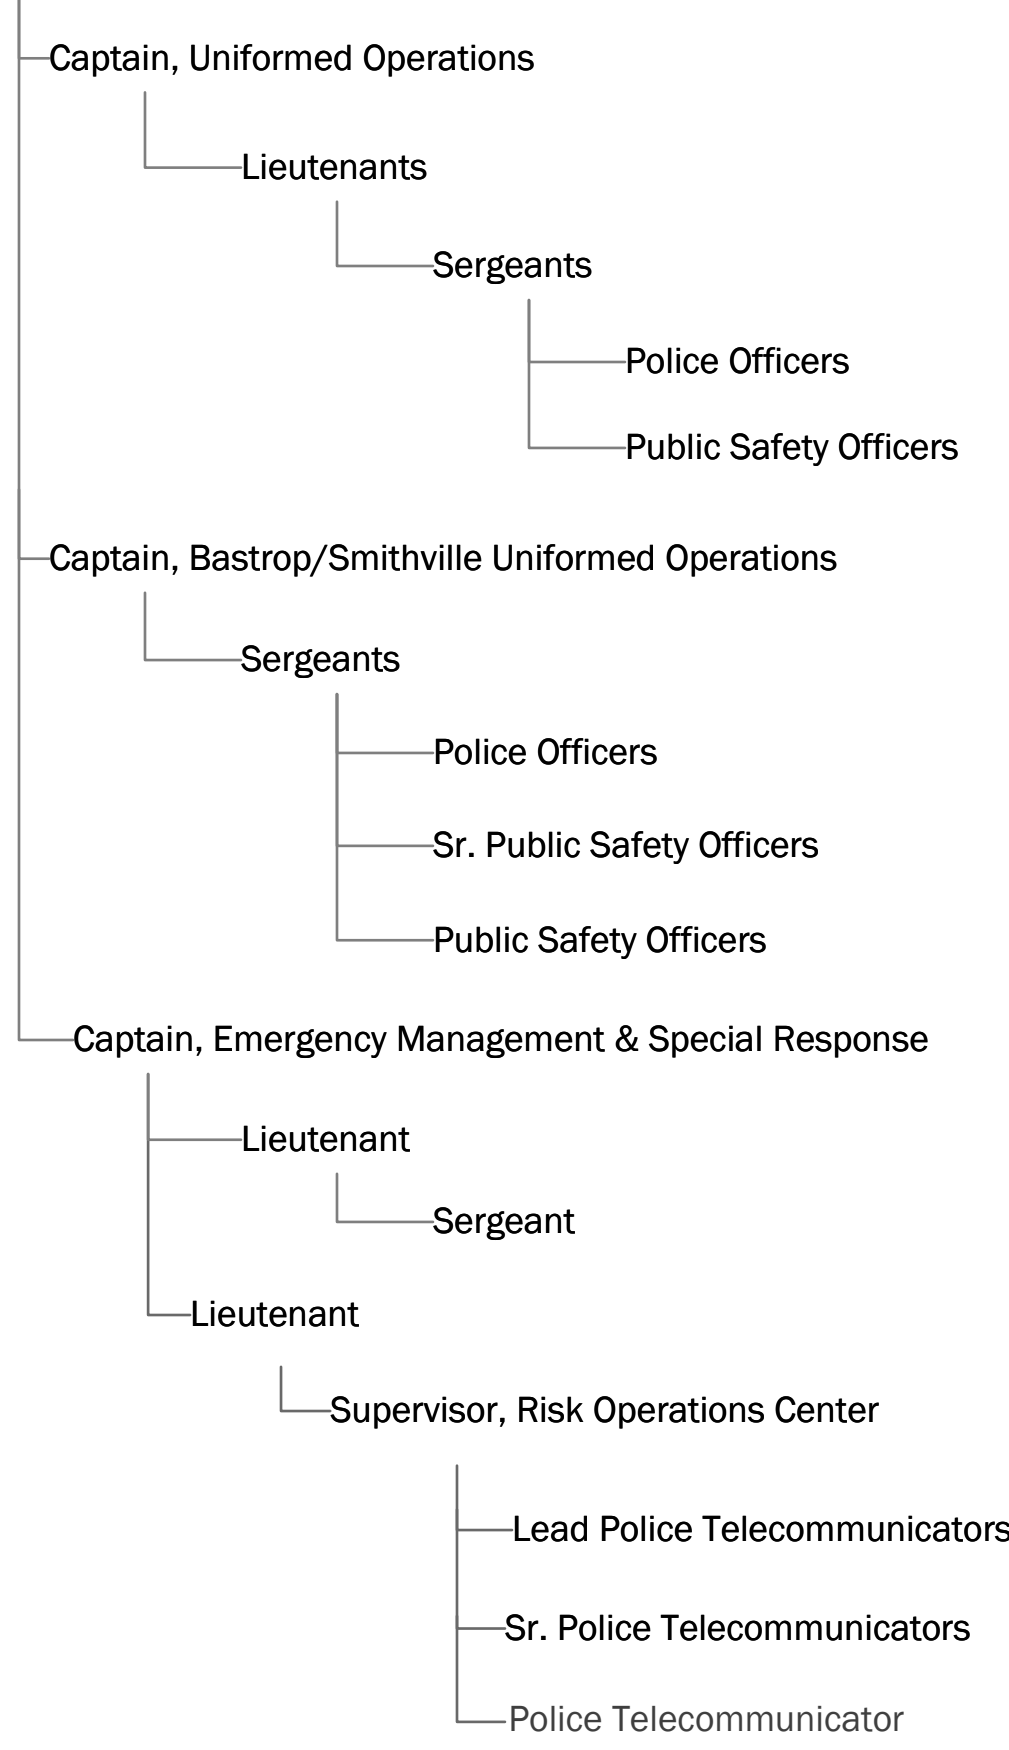 Captain, Uniformed Operations
Lieutenants
Sergeants
Police Officers
Public Safety Officers
Captain, Bastrop/Smithville Uniformed Operations
Sergeants
Police Officers
Sr. Public Safety Officers
Public Safety Officers
Captain, Emergency Management & Special Response
Lieutenant
Sergeant
Lieutenant
Supervisor, Risk Operations Center
Lead Police Telecommunicators
Sr. Police Telecommunicators
Police Telecommunicator